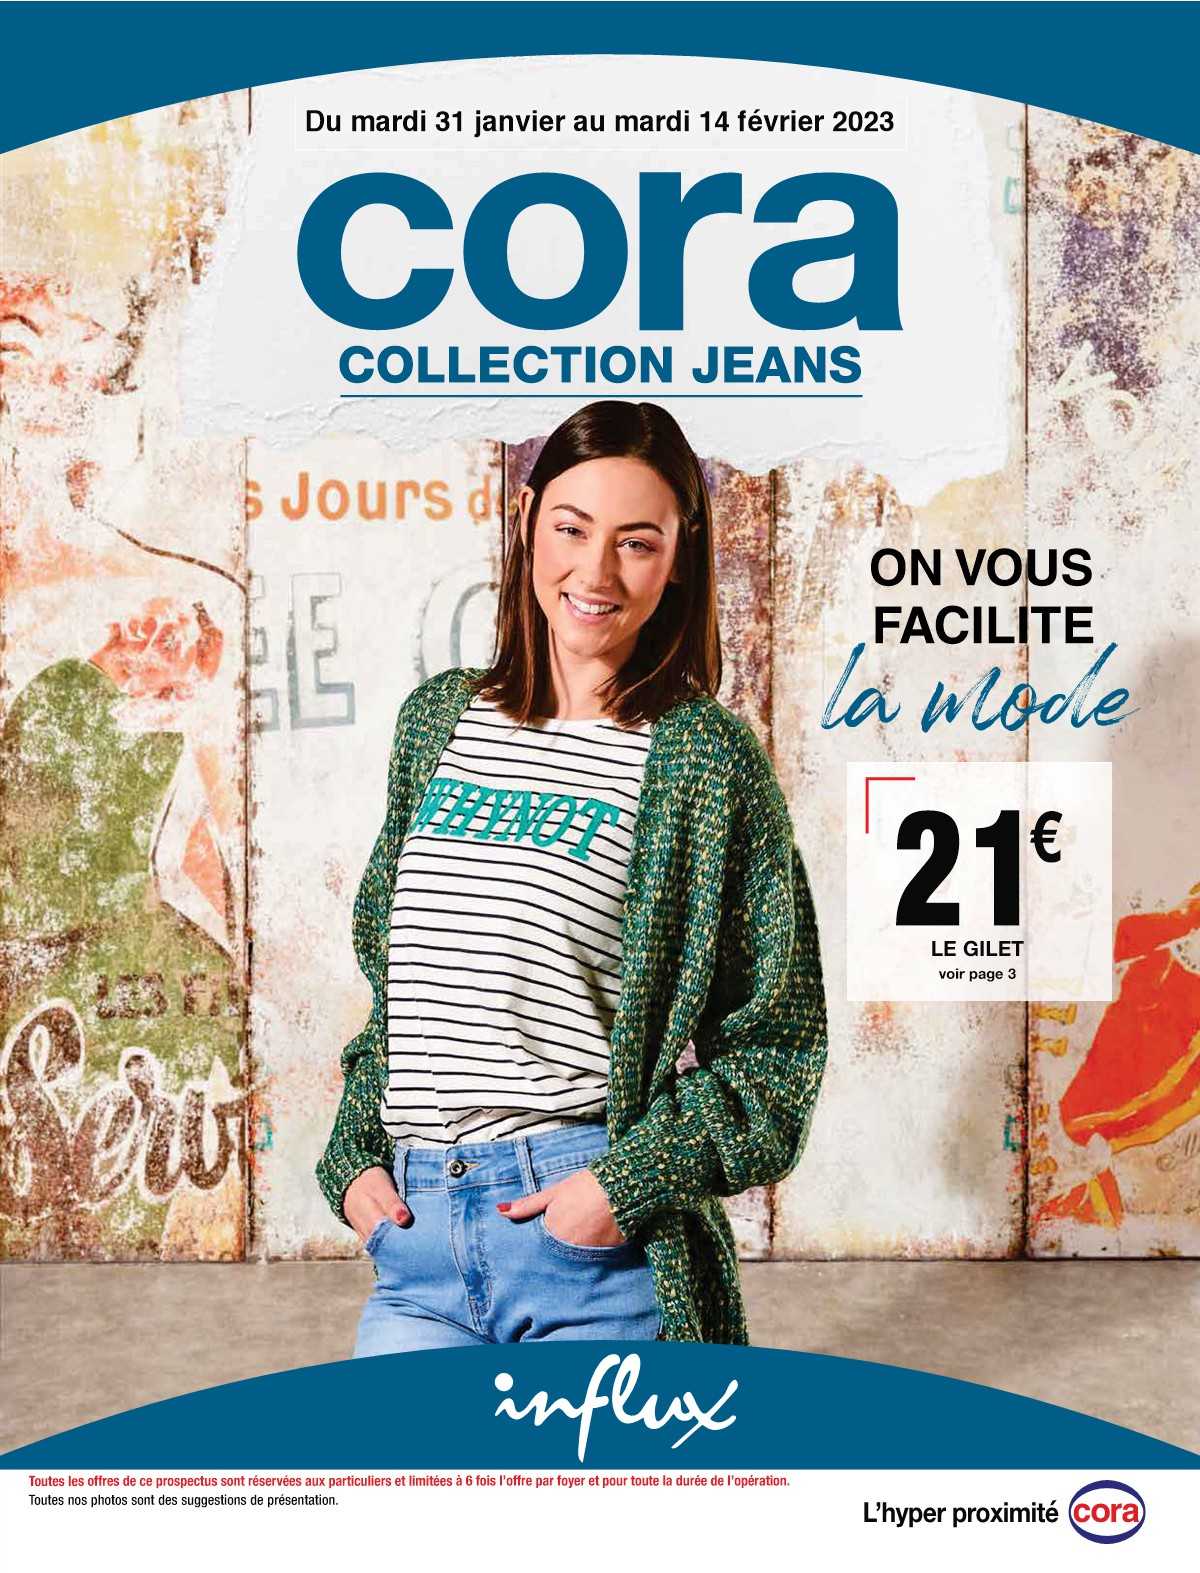 Du mardi 31 janvier au mardi 14 février 2023
cora
COLLECTION JEANS
s Jours d
ON VOUS
FACILITE
la mode
WHYNOT
21€
LE GILET
voir page 3
influx
Toutes les offres de ce prospectus sont réservées aux particuliers et limitées à 6 fois l'offre par foyer et pour toute la durée de l'opération.
Toutes nos photos sont des suggestions de présentation.
L'hyper proximité cora